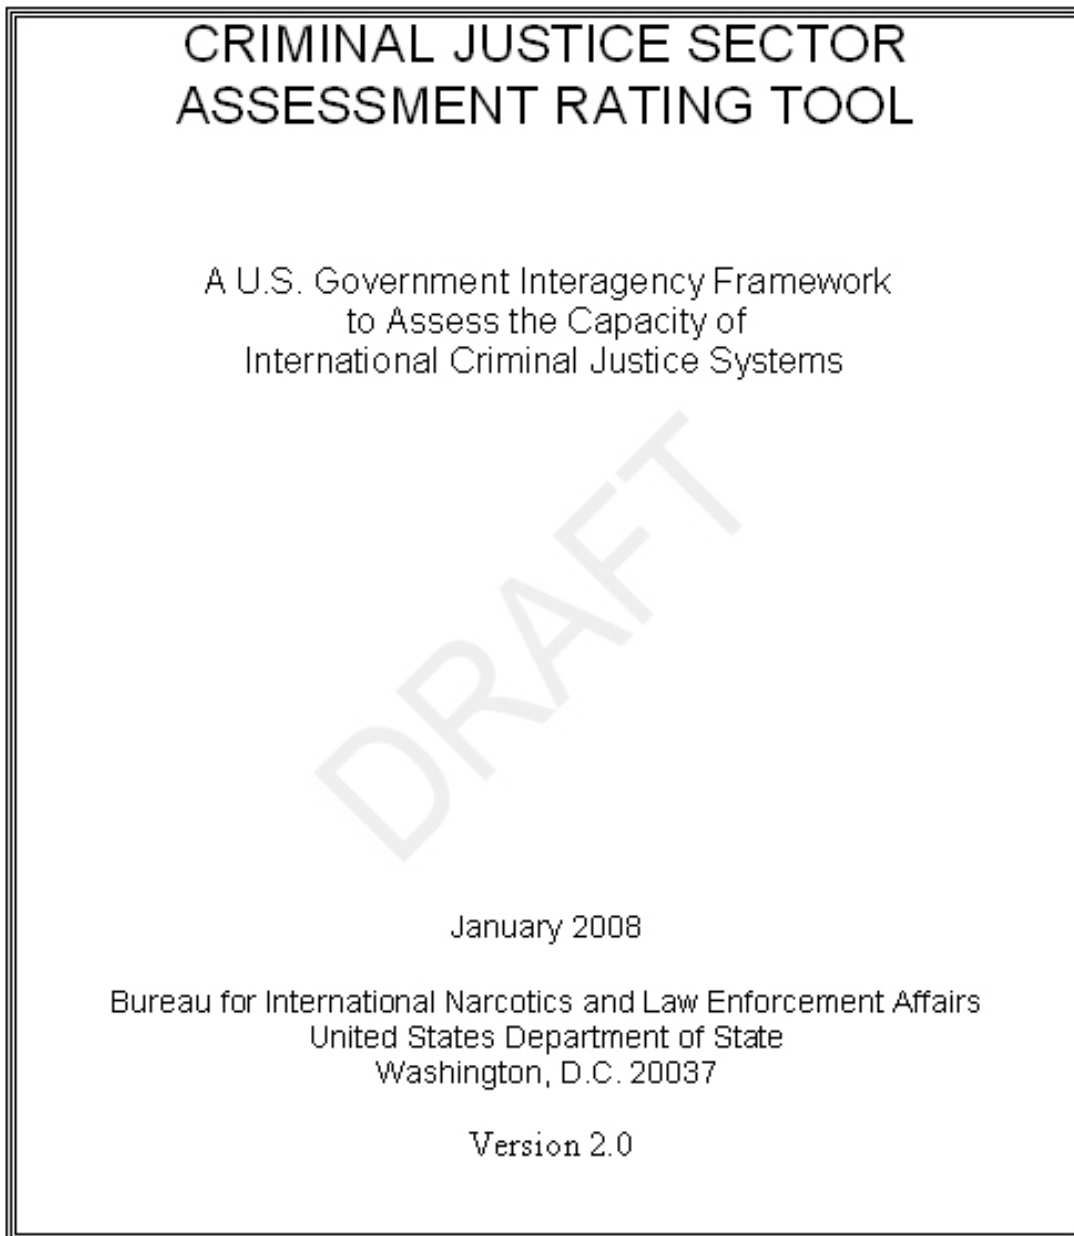 CRIMINAL JUSTICE SECTOR
ASSESSMENT RATING TOOL
A U.S. Government Interagency Framework
to Assess the Capacity of
International Criminal Justice Systems
DRAFT
January 2008
Bureau for International Narcotics and Law Enforcement Affairs
United States Department of State
Washington, D.C. 20037
Version 2.0